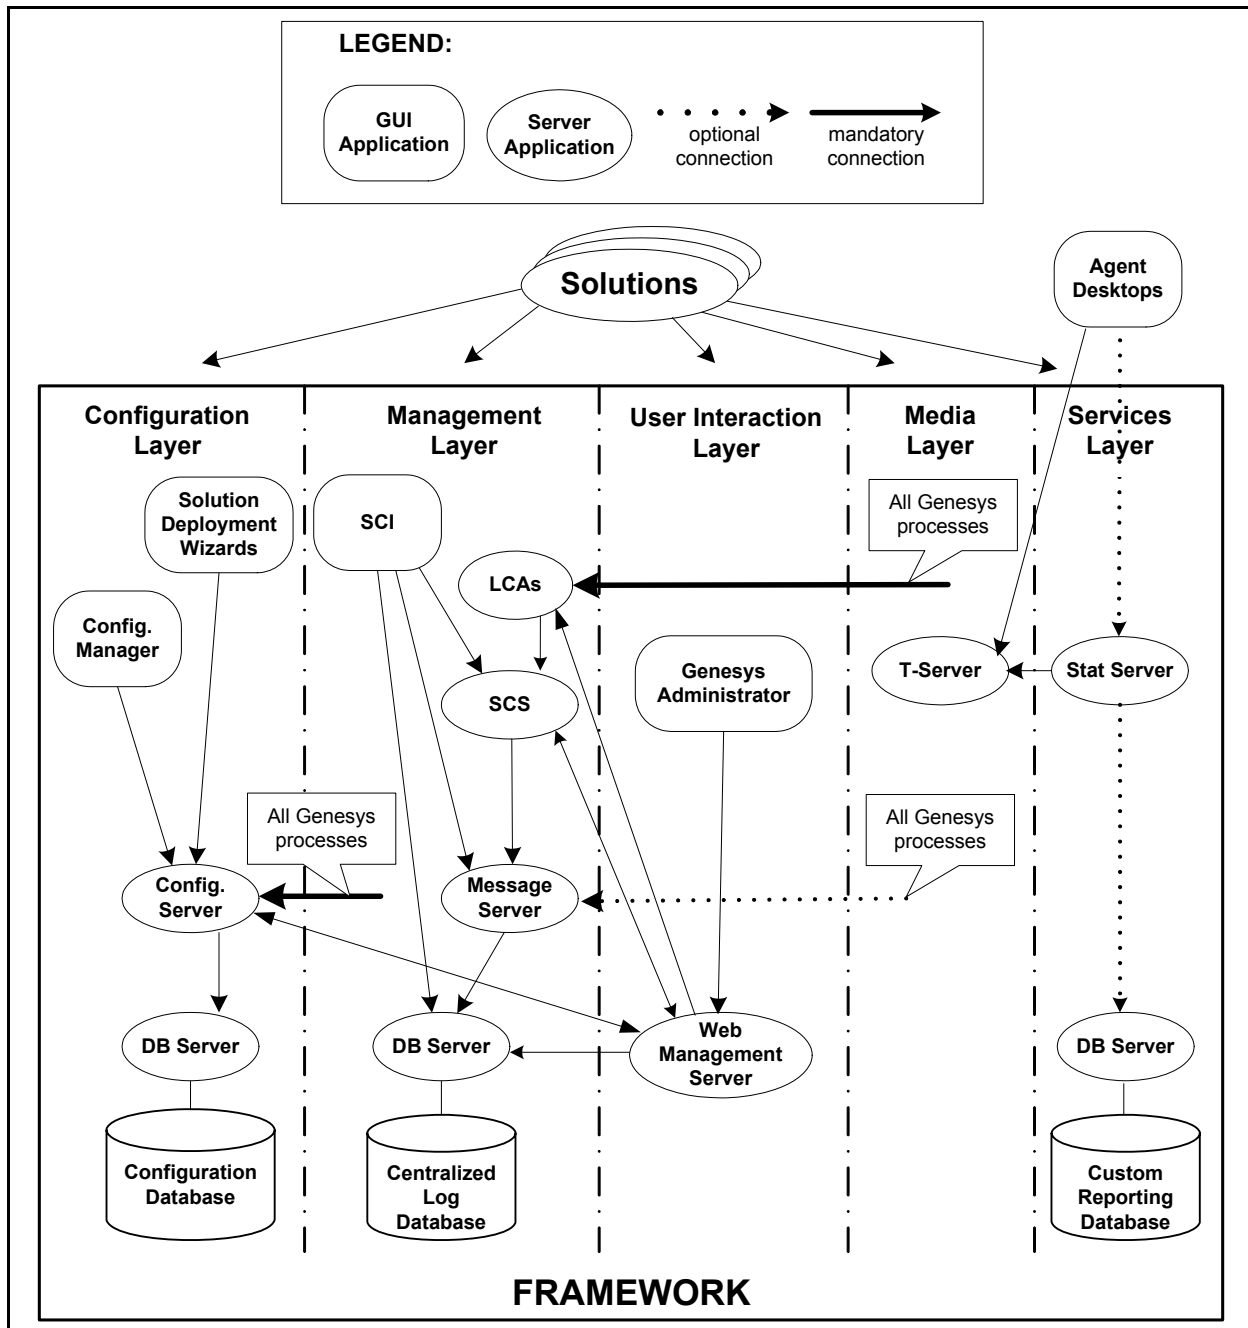 LEGEND:
GUI
Application
Server
Application
optional
connection
mandatory
connection
Solutions
Agent
Desktops
Configuration
Layer
Management
Layer
User Interaction
Layer
Media
Layer
Services
Layer
Solution
Deployment
Wizards
SCI
All Genesys
processes
LCAs
Config.
Manager
Genesys
Administrator
T-Server
Stat Server
SCS
All Genesys
processes
All Genesys
processes
Config.
Server
Message
Server
DB Server
DB Server
Web
Management
Server
DB Server
Configuration
Database
Centralized
Log
Database
Custom
Reporting
Database
FRAMEWORK